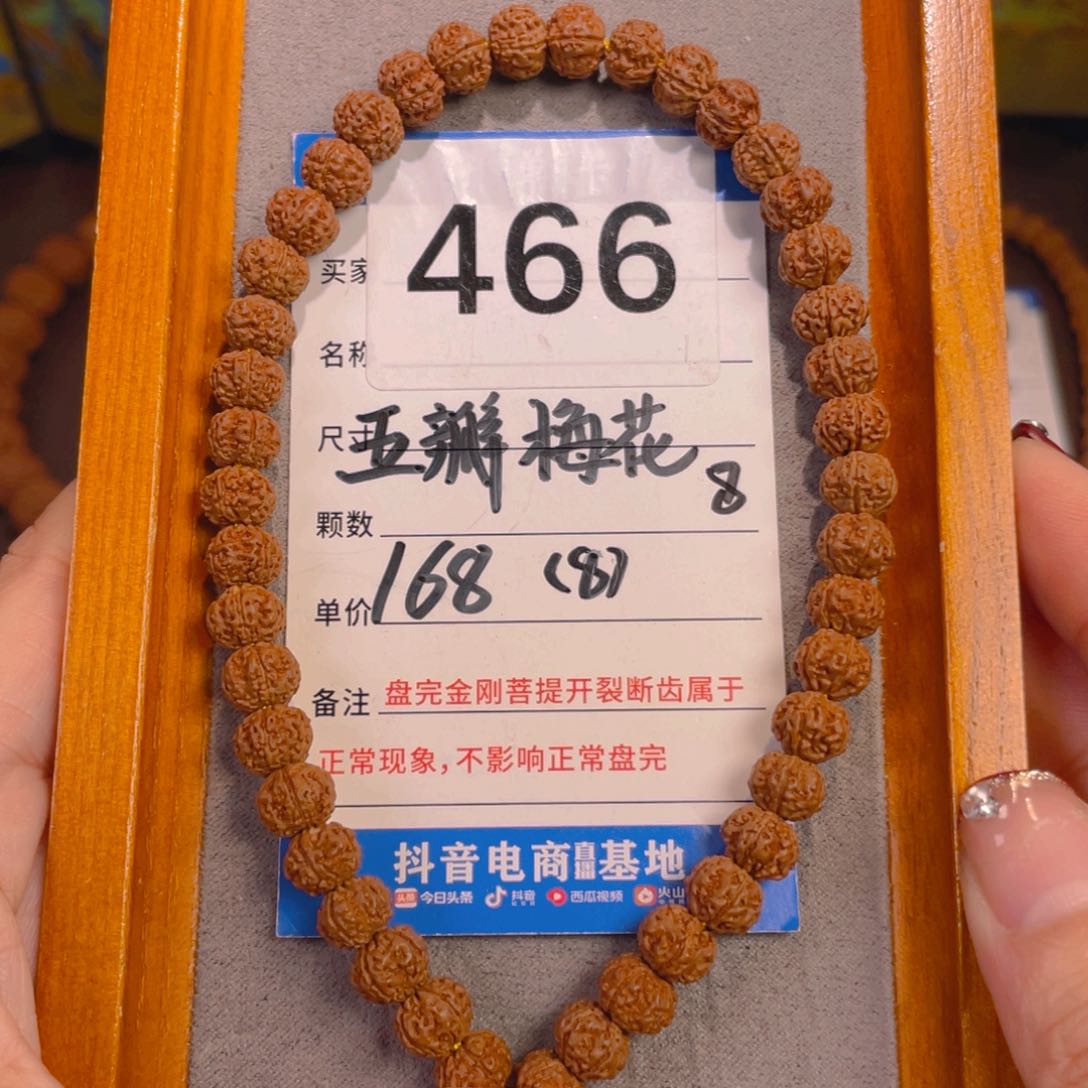 466
买家
名称
尺寸 五瓣梅花 8
颗数
单价 168 (8)
备注 盘完金刚菩提开裂断齿属于
正常现象,不影响正常盘完
抖音电商直播基地
头条 今日头条 抖音 西瓜视频 火山